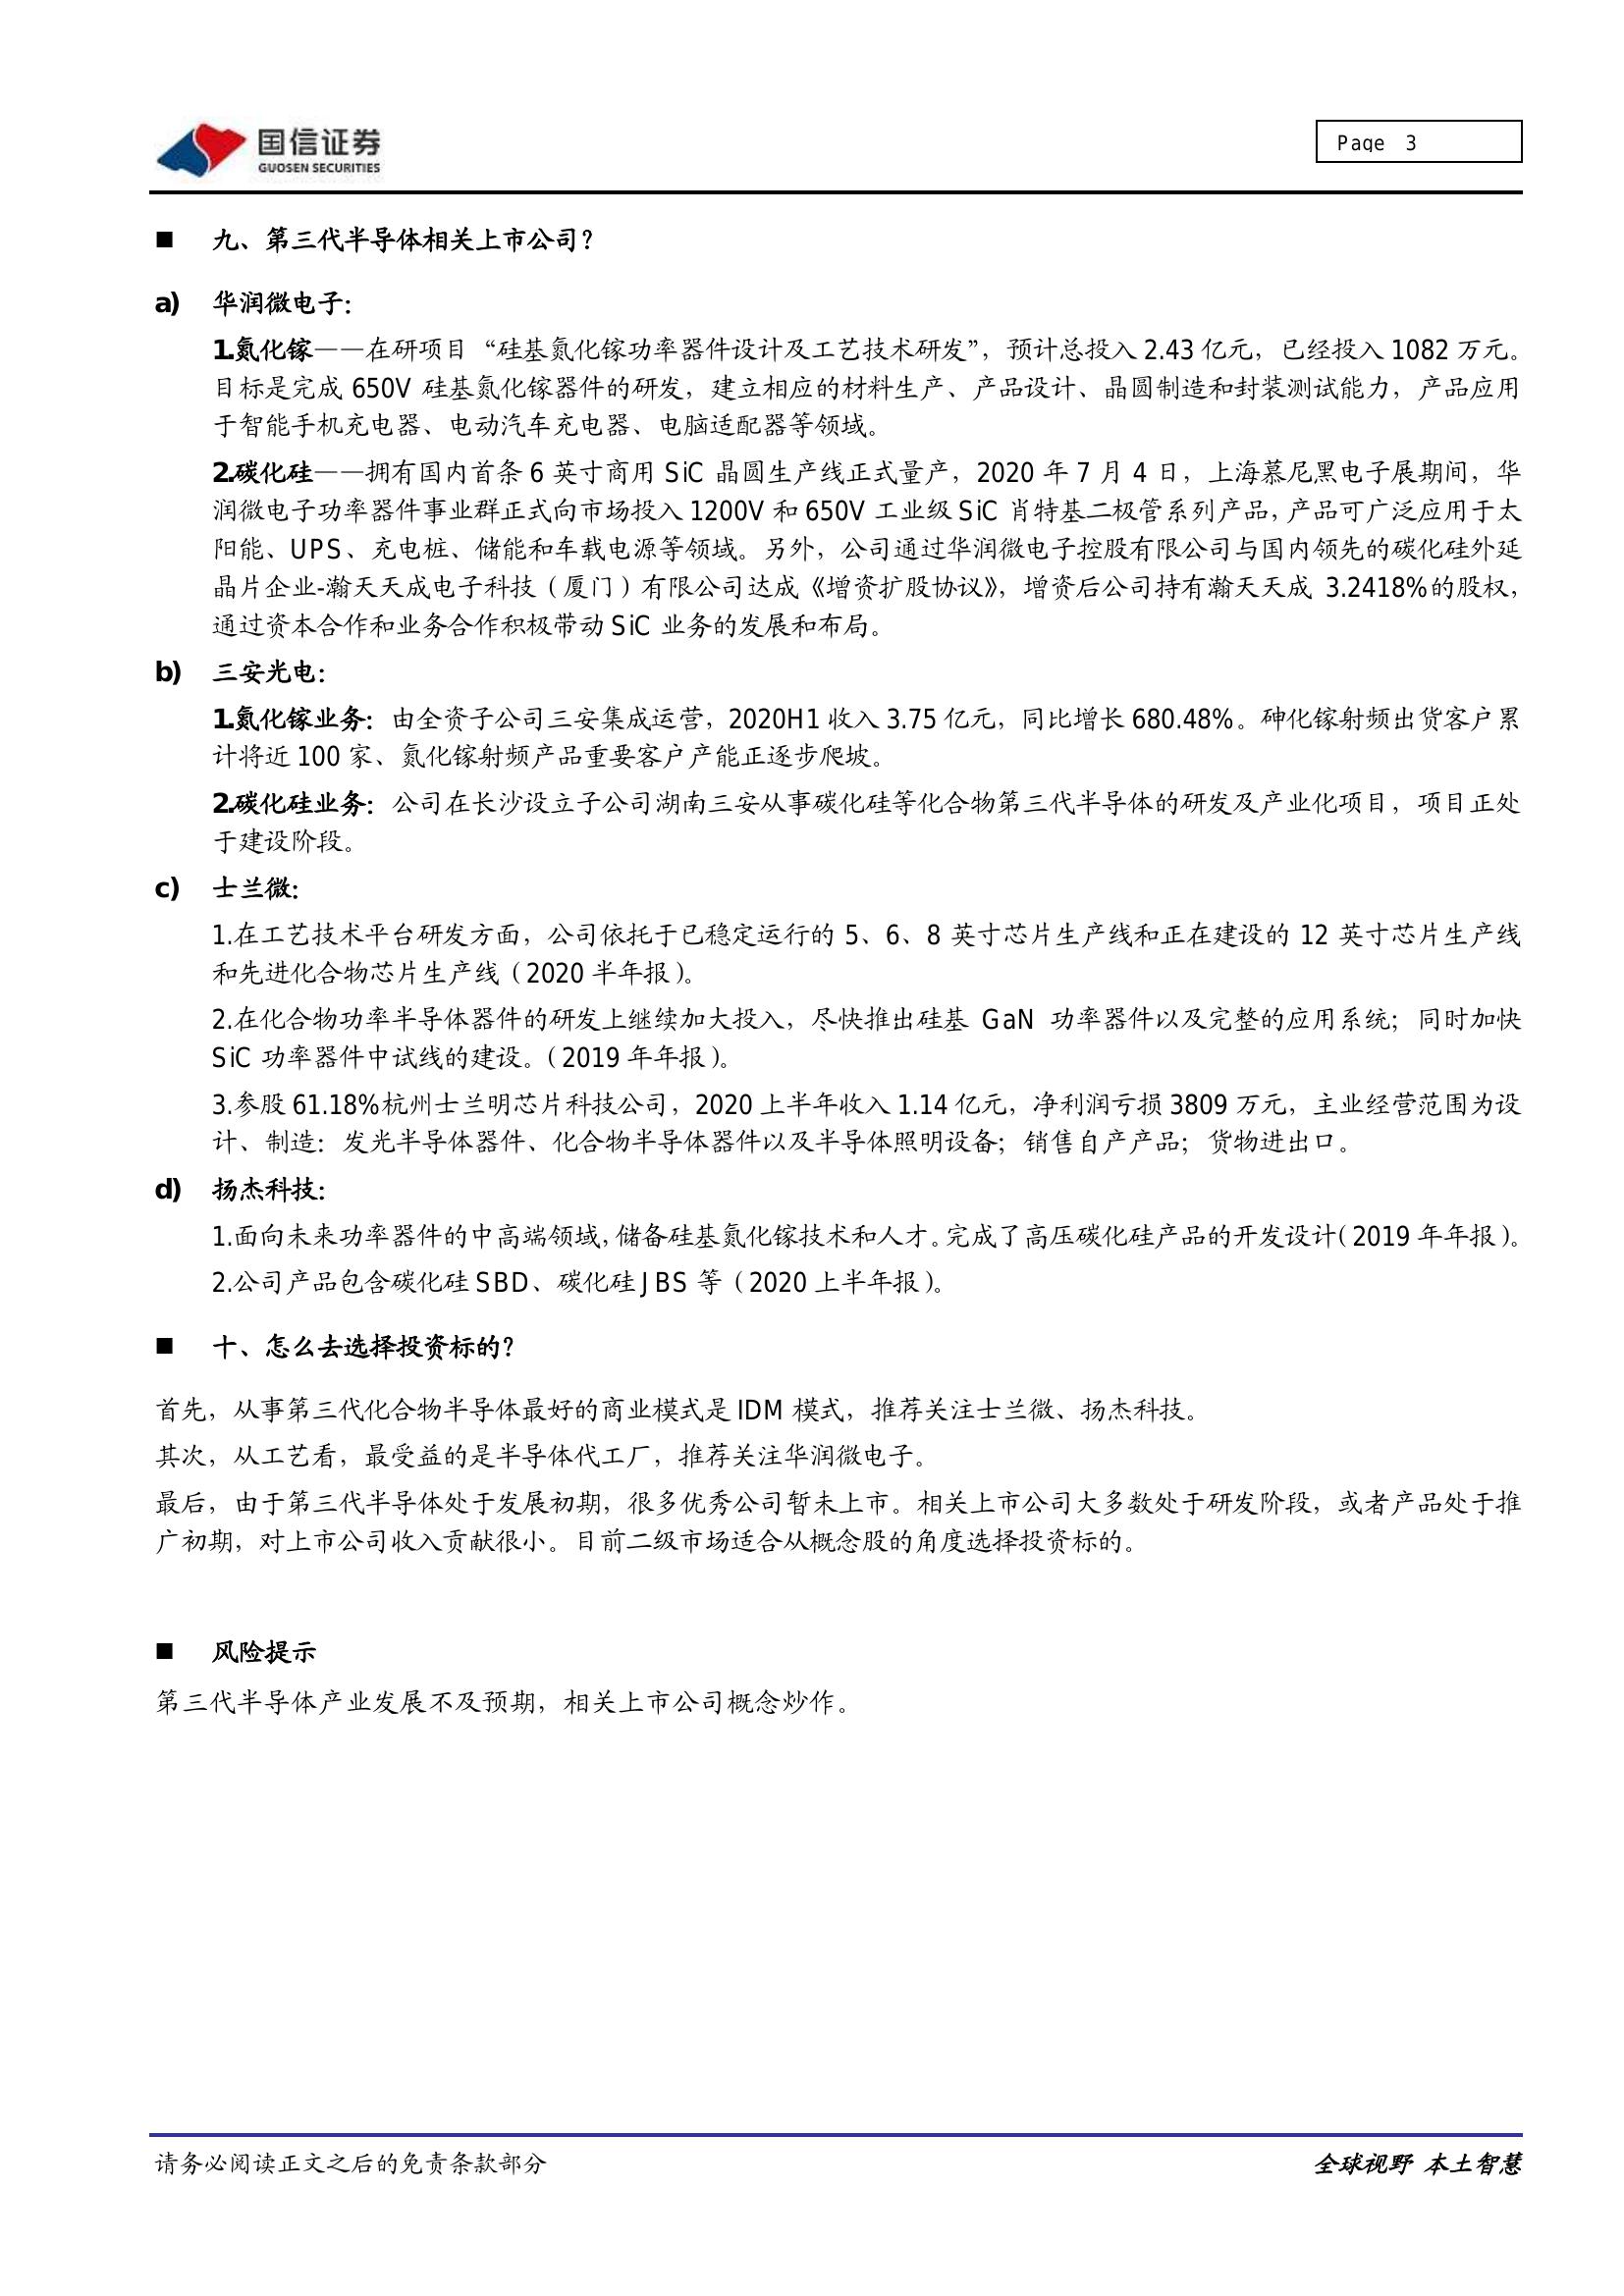 国信证券
GUOSEN SECURITIES
Page 3
■ 九、第三代半导体相关上市公司？
a) 华润微电子：
1.氮化镓——在研项目“硅基氮化镓功率器件设计及工艺技术研发”，预计总投入 2.43 亿元，已经投入 1082 万元。
目标是完成 650V 硅基氮化镓器件的研发，建立相应的材料生产、产品设计、晶圆制造和封装测试能力，产品应用
于智能手机充电器、电动汽车充电器、电脑适配器等领域。
2.碳化硅——拥有国内首条 6 英寸商用 SiC 晶圆生产线正式量产，2020 年 7 月 4 日，上海慕尼黑电子展期间，华
润微电子功率器件事业群正式向市场投入 1200V 和 650V 工业级 SiC 肖特基二极管系列产品，产品可广泛应用于太
阳能、UPS、充电桩、储能和车载电源等领域。另外，公司通过华润微电子控股有限公司与国内领先的碳化硅外延
晶片企业-瀚天天成电子科技（厦门）有限公司达成《增资扩股协议》，增资后公司持有瀚天天成 3.2418%的股权，
通过资本合作和业务合作积极带动 SiC 业务的发展和布局。
b) 三安光电：
1.氮化镓业务：由全资子公司三安集成运营，2020H1 收入 3.75 亿元，同比增长 680.48%。砷化镓射频出货客户累
计将近 100 家、氮化镓射频产品重要客户产能正逐步爬坡。
2.碳化硅业务：公司在长沙设立子公司湖南三安从事碳化硅等化合物第三代半导体的研发及产业化项目，项目正处
于建设阶段。
c) 士兰微：
1.在工艺技术平台研发方面，公司依托于已稳定运行的 5、6、8 英寸芯片生产线和正在建设的 12 英寸芯片生产线
和先进化合物芯片生产线（2020 半年报）。
2.在化合物功率半导体器件的研发上继续加大投入，尽快推出硅基 GaN 功率器件以及完整的应用系统；同时加快
SiC 功率器件中试线的建设。（2019 年年报）。
3.参股 61.18%杭州士兰明芯片科技公司，2020 上半年收入 1.14 亿元，净利润亏损 3809 万元，主业经营范围为设
计、制造：发光半导体器件、化合物半导体器件以及半导体照明设备；销售自产产品；货物进出口。
d) 扬杰科技：
1.面向未来功率器件的中高端领域，储备硅基氮化镓技术和人才。完成了高压碳化硅产品的开发设计（2019 年年报）。
2.公司产品包含碳化硅 SBD、碳化硅 JBS 等（2020 上半年报）。
■ 十、怎么去选择投资标的？
首先，从事第三代化合物半导体最好的商业模式是 IDM 模式，推荐关注士兰微、扬杰科技。
其次，从工艺看，最受益的是半导体代工厂，推荐关注华润微电子。
最后，由于第三代半导体处于发展初期，很多优秀公司暂未上市。相关上市公司大多数处于研发阶段，或者产品处于推
广初期，对上市公司收入贡献很小。目前二级市场适合从概念股的角度选择投资标的。
■ 风险提示
第三代半导体产业发展不及预期，相关上市公司概念炒作。
请务必阅读正文之后的免责条款部分
全球视野 本土智慧